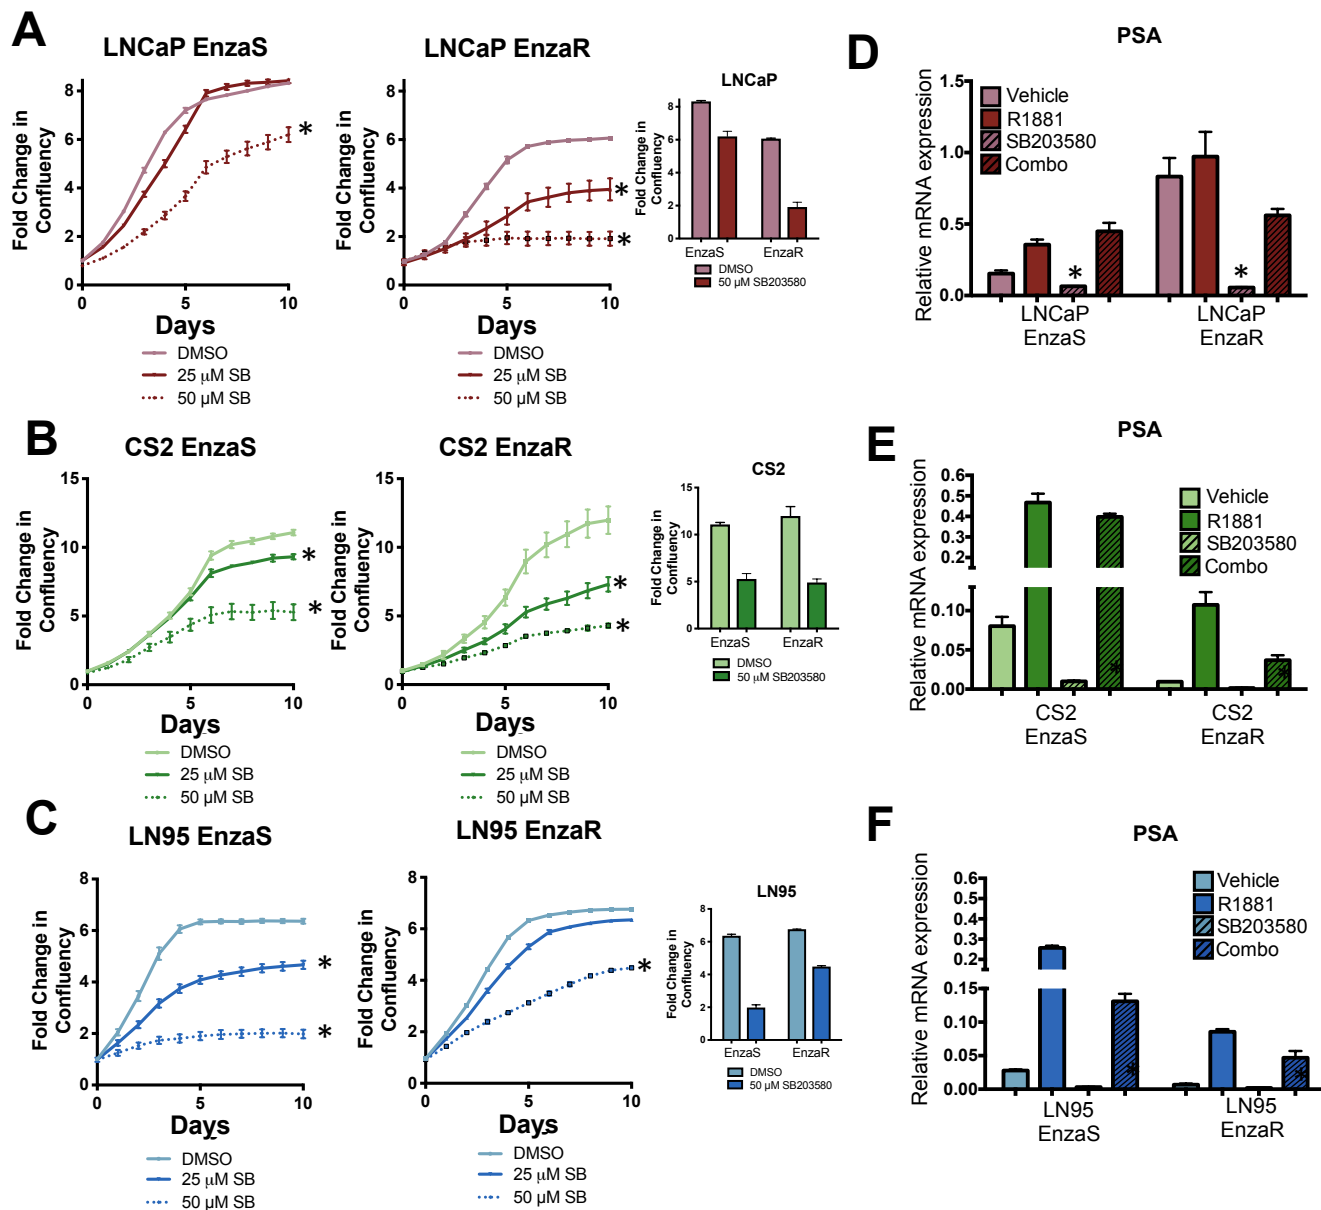 A
LNCaP EnzaS
Fold Change in
Confluency
8
6
4
2
0
0
5
10
*
Days
DMSO
25 μM SB
50 μM SB
LNCaP EnzaR
Fold Change in
Confluency
8
6
4
2
0
0
5
10
*
*
Days
DMSO
25 μM SB
50 μM SB
LNCaP
Fold Change in
Confluency
8
6
4
2
0
EnzaS
EnzaR
DMSO
50 μM SB203580
D
PSA
Relative mRNA expression
1.5
1.0
0.5
0.0
Vehicle
R1881
SB203580
Combo
*
*
LNCaP
EnzaS
LNCaP
EnzaR
B
CS2 EnzaS
Fold Change in
Confluency
15
10
5
0
0
5
10
*
*
Days
DMSO
25 μM SB
50 μM SB
CS2 EnzaR
Fold Change in
Confluency
15
10
5
0
0
5
10
*
*
Days
DMSO
25 μM SB
50 μM SB
CS2
Fold Change in
Confluency
15
10
5
0
EnzaS
EnzaR
DMSO
50 μM SB203580
E
PSA
Relative mRNA expression
0.6
0.5
0.4
0.3
0.2
0.10
0.05
0.00
Vehicle
R1881
SB203580
Combo
*
*
CS2
EnzaS
CS2
EnzaR
C
LN95 EnzaS
Fold Change in
Confluency
8
6
4
2
0
0
5
10
*
*
Days
DMSO
25 μM SB
50 μM SB
LN95 EnzaR
Fold Change in
Confluency
8
6
4
2
0
0
5
10
*
Days
DMSO
25 μM SB
50 μM SB
LN95
Fold Change in
Confluency
8
6
4
2
0
EnzaS
EnzaR
DMSO
50 μM SB203580
F
PSA
Relative mRNA expression
0.6
0.5
0.4
0.3
0.2
0.15
0.10
0.05
0.00
Vehicle
R1881
SB203580
Combo
*
*
LN95
EnzaS
LN95
EnzaR